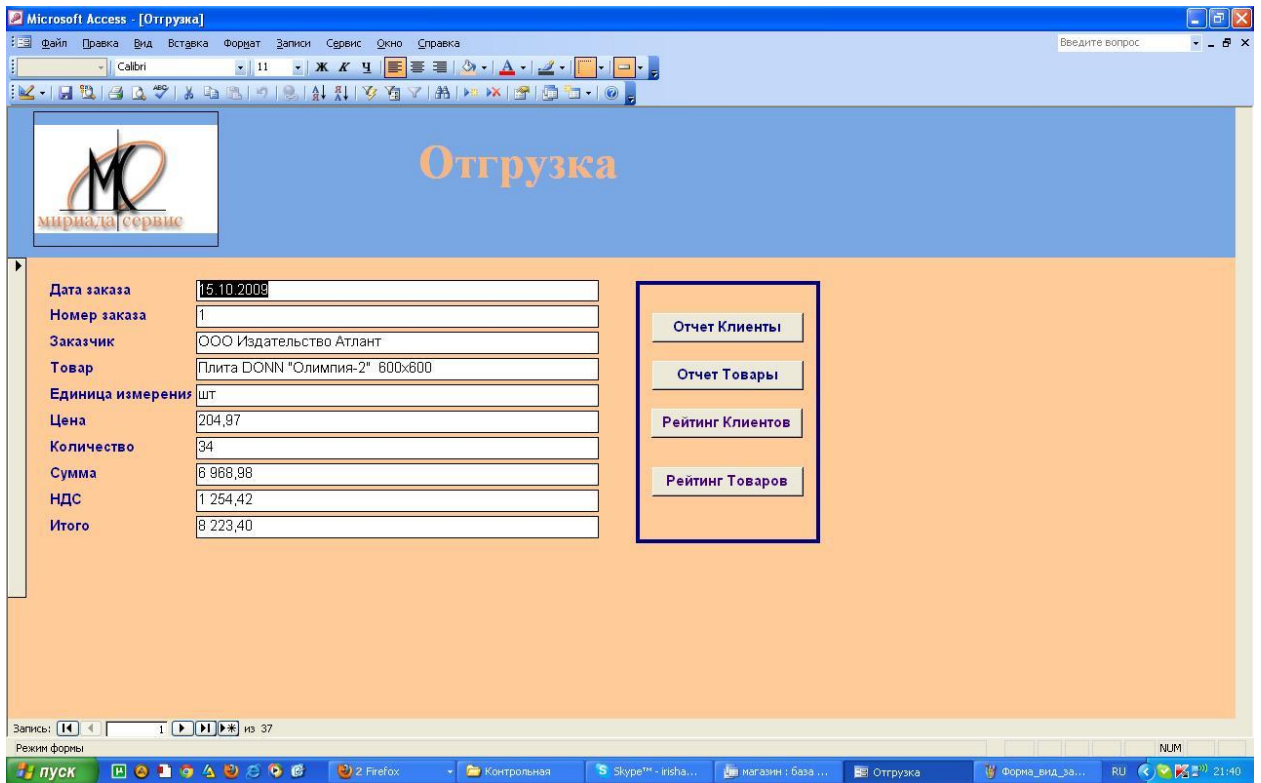 Microsoft Access - [Отгрузка]
Файл Правка Вид Вставка Формат Записи Сервис Окно Справка Введите вопрос
Calibri 11 Ж К Ч
МС
мириада сервис
Отгрузка
Дата заказа 15.10.2009
Номер заказа 1
Заказчик ООО Издательство Атлант
Товар Плита DONN "Олимпия-2" 600x600
Единица измерения шт
Цена 204,97
Количество 34
Сумма 6 968,98
НДС 1 254,42
Итого 8 223,40
Отчет Клиенты
Отчет Товары
Рейтинг Клиентов
Рейтинг Товаров
Запись: 1 из 37
Режим формы NUM
пуск 2 Firefox Контрольная Skype™ - irisha... магазин : база ... Отгрузка Форма_вид_за... RU 21:40